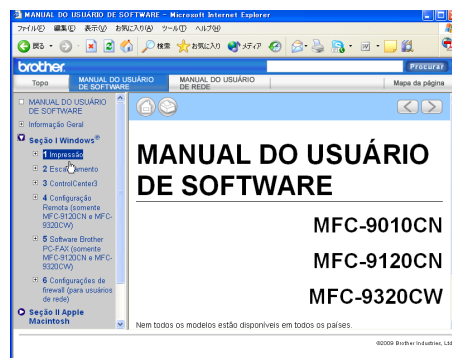 MANUAL DO USUÁRIO DE SOFTWARE - Microsoft Internet Explorer
ファイル(F) 編集(E) 表示(V) お気に入り(A) ツール(T) ヘルプ(H)
戻る 検索 お気に入り メディア
brother.
Procurar
Topo
MANUAL DO USUÁRIO
DE SOFTWARE
MANUAL DO USUÁRIO
DE REDE
Mapa da página
MANUAL DO USUÁRIO
DE SOFTWARE
Informação Geral
Seção I Windows®
1 Impressão
2
3 ControlCenter3
4 Configuração
Remota (somente
MFC-9120CN e MFC-
9320CW)
5 Software Brother
PC-FAX (somente
MFC-9120CN e MFC-
9320CW)
6 Configurações de
firewall (para usuários
de rede)
Seção II Apple
Macintosh
MANUAL DO USUÁRIO
DE SOFTWARE
MFC-9010CN
MFC-9120CN
MFC-9320CW
Nem todos os modelos estão disponíveis em todos os países.
©2009 Brother Industries, Ltd